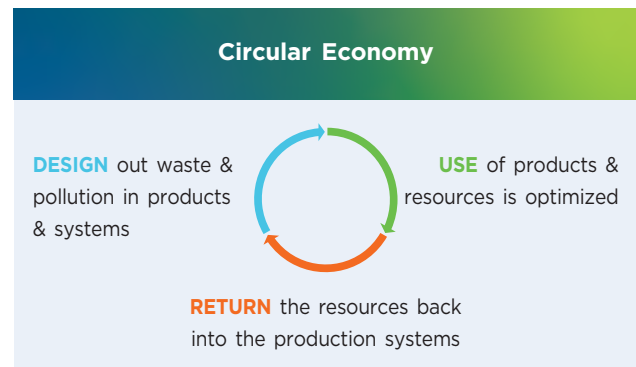 Circular Economy
DESIGN out waste &
pollution in products
& systems
USE of products &
resources is optimized
RETURN the resources back
into the production systems